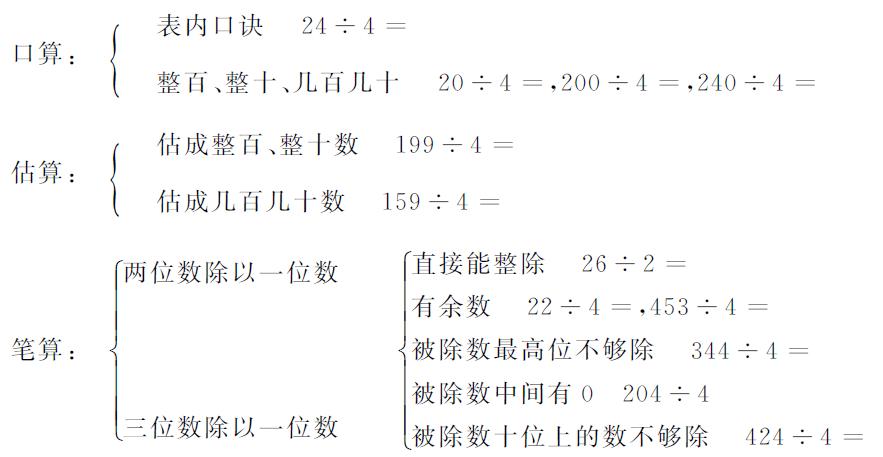 口算：
表内口诀 24÷4=
整百、整十、几百几十 20÷4=,200÷4=,240÷4=
估算：
估成整百、整十数 199÷4=
估成几百几十数 159÷4=
笔算：
两位数除以一位数
三位数除以一位数
直接能整除 26÷2=
有余数 22÷4=,453÷4=
被除数最高位不够除 344÷4=
被除数中间有0 204÷4
被除数十位上的数不够除 424÷4=